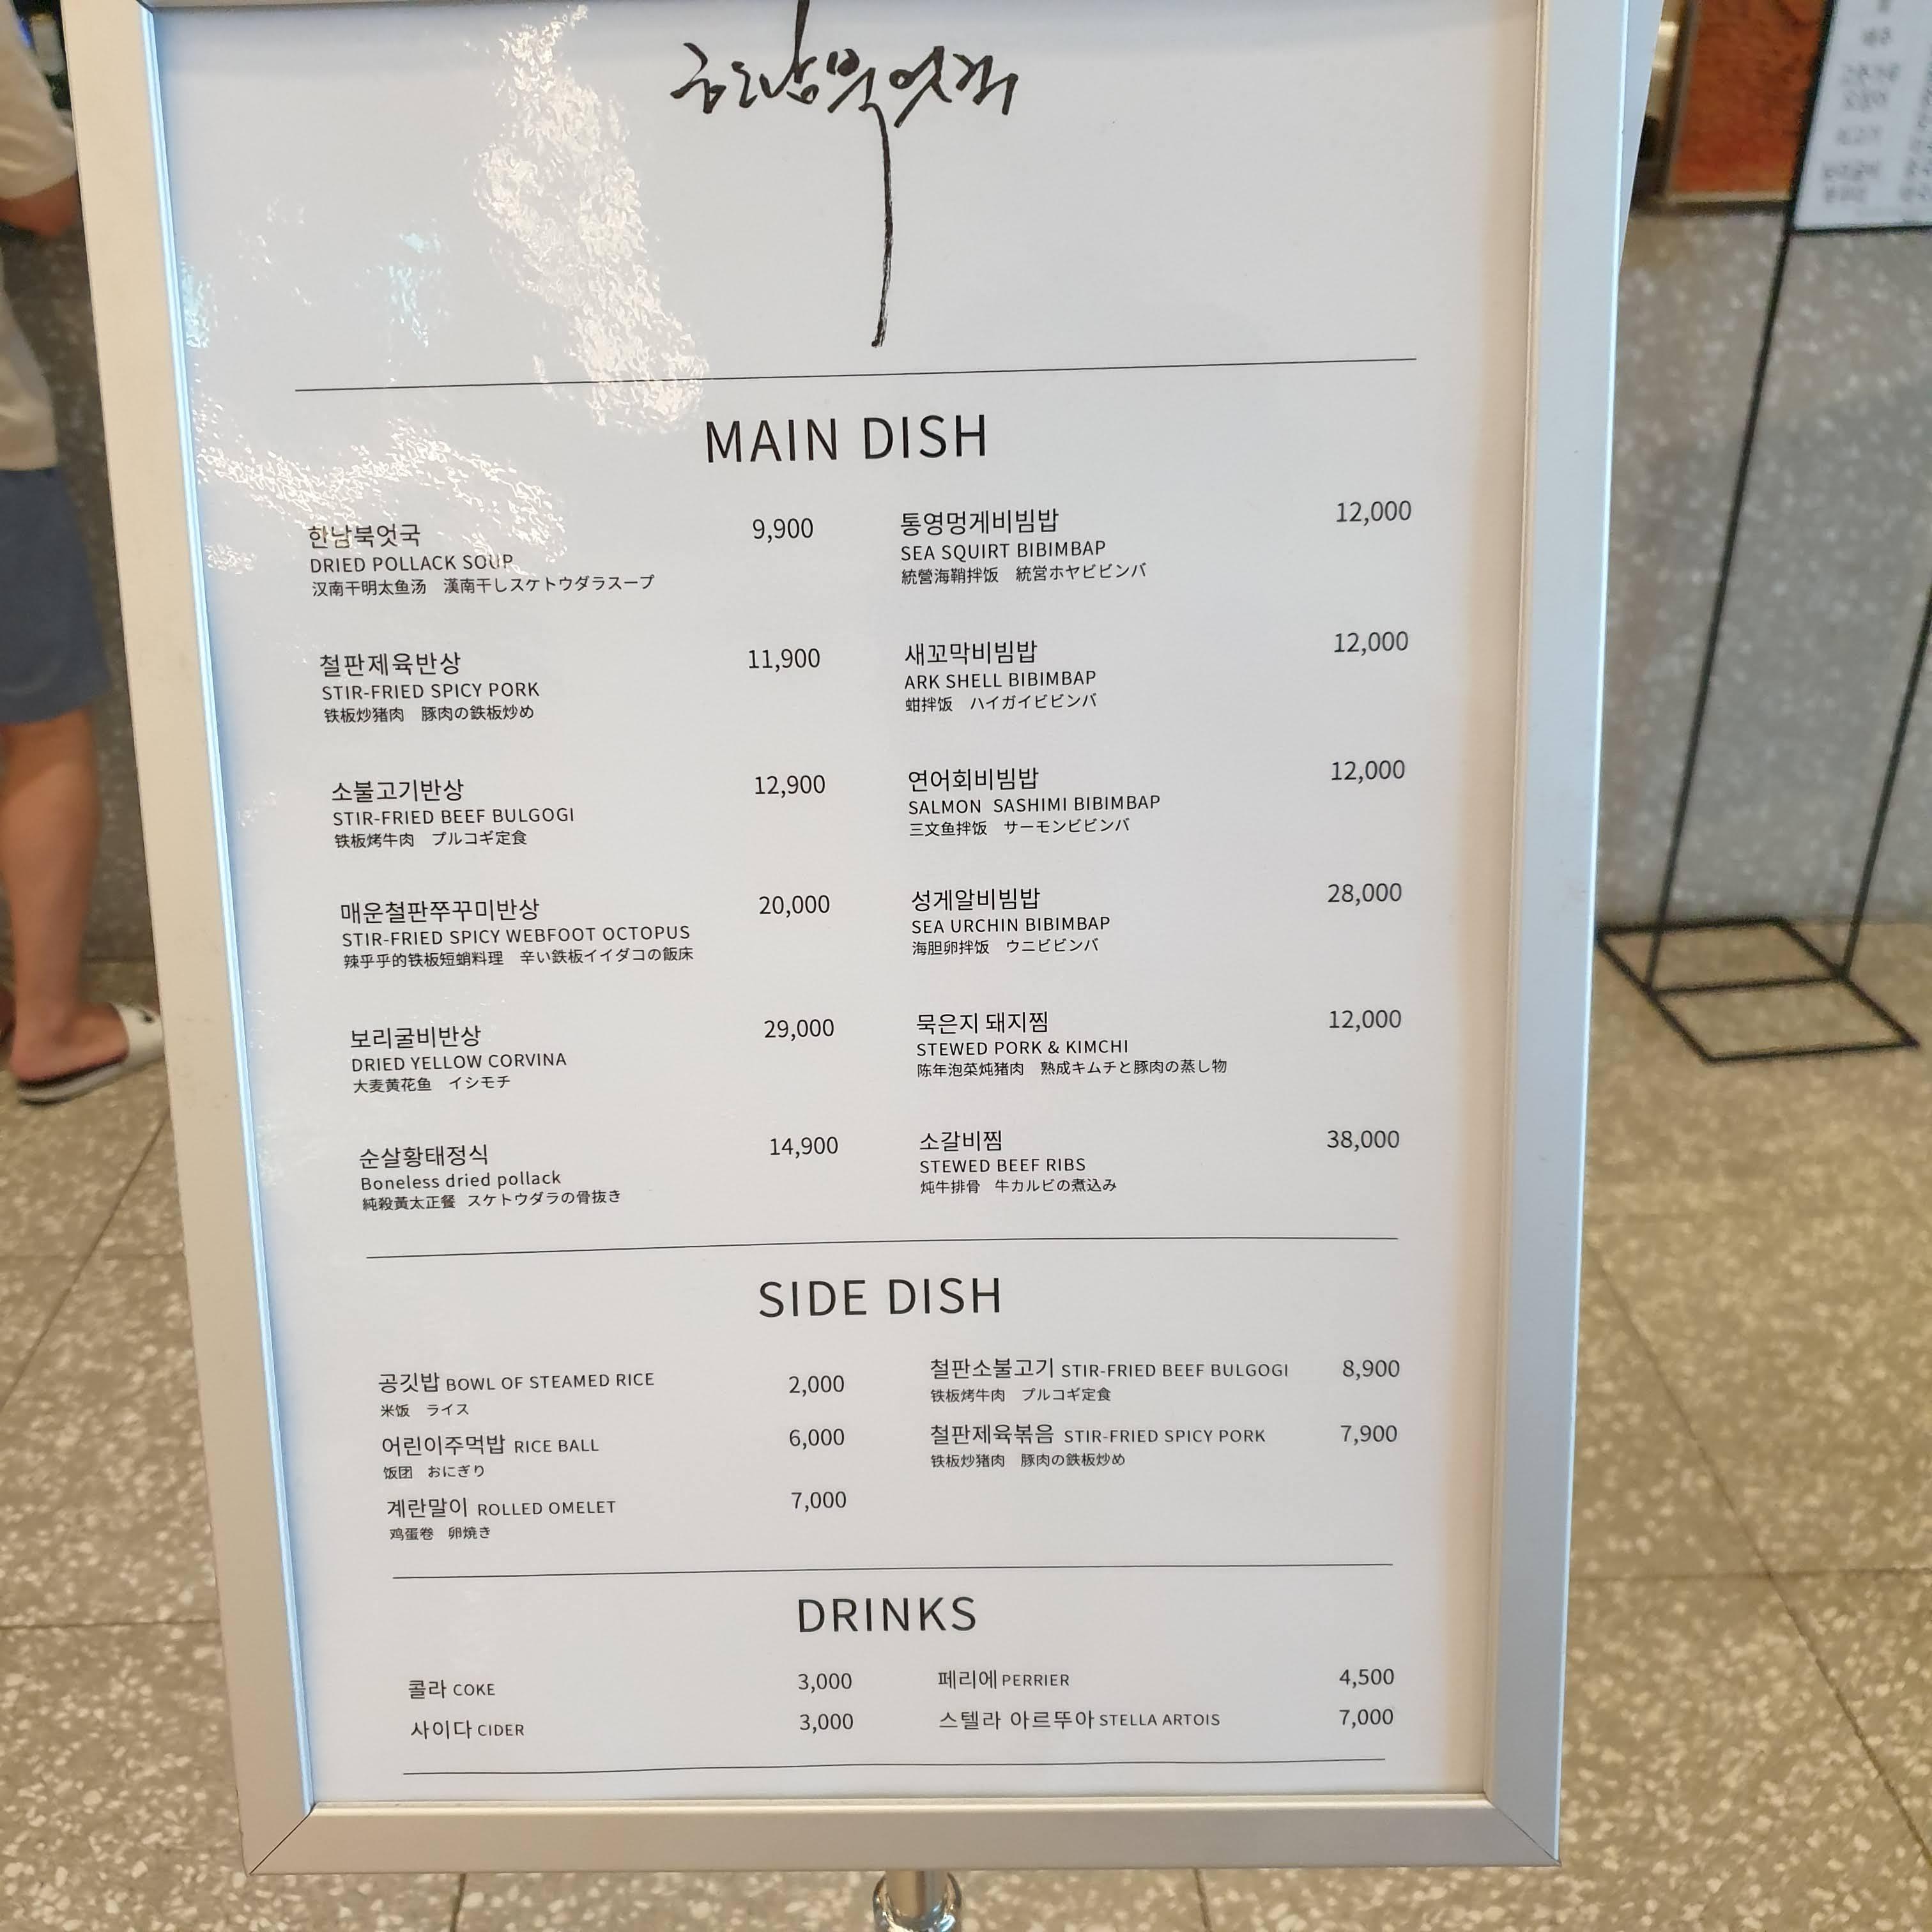 한남북엇국
MAIN DISH
한남북엇국 9,900
DRIED POLLACK SOUP
汉南干明太鱼汤 漢南干しスケトウダラスープ
철판제육반상 11,900
STIR-FRIED SPICY PORK
铁板炒猪肉 豚肉の鉄板炒め
소불고기반상 12,900
STIR-FRIED BEEF BULGOGI
铁板烤牛肉 プルコギ定食
매운철판쭈꾸미반상 20,000
STIR-FRIED SPICY WEBFOOT OCTOPUS
辣乎乎的铁板短蛸料理 辛い鉄板イイダコの飯床
보리굴비반상 29,000
DRIED YELLOW CORVINA
大麦黄花鱼 イシモチ
순살황태정식 14,900
Boneless dried pollack
純殺黃太正餐 スケトウダラの骨抜き
통영멍게비빔밥 12,000
SEA SQUIRT BIBIMBAP
統營海鞘拌饭 統営ホヤビビンバ
새꼬막비빔밥 12,000
ARK SHELL BIBIMBAP
蚶拌饭 ハイガイビビンバ
연어회비빔밥 12,000
SALMON SASHIMI BIBIMBAP
三文鱼拌饭 サーモンビビンバ
성게알비빔밥 28,000
SEA URCHIN BIBIMBAP
海胆卵拌饭 ウニビビンバ
묵은지 돼지찜 12,000
STEWED PORK & KIMCHI
陈年泡菜炖猪肉 熟成キムチと豚肉の蒸し物
소갈비찜 38,000
STEWED BEEF RIBS
炖牛排骨 牛カルビの煮込み
SIDE DISH
공깃밥 BOWL OF STEAMED RICE 2,000
米饭 ライス
어린이주먹밥 RICE BALL 6,000
饭团 おにぎり
계란말이 ROLLED OMELET 7,000
鸡蛋卷 卵焼き
철판소불고기 STIR-FRIED BEEF BULGOGI 8,900
铁板烤牛肉 プルコギ定食
철판제육볶음 STIR-FRIED SPICY PORK 7,900
铁板炒猪肉 豚肉の鉄板炒め
DRINKS
콜라 COKE 3,000
사이다 CIDER 3,000
페리에 PERRIER 4,500
스텔라 아르뚜아 STELLA ARTOIS 7,000